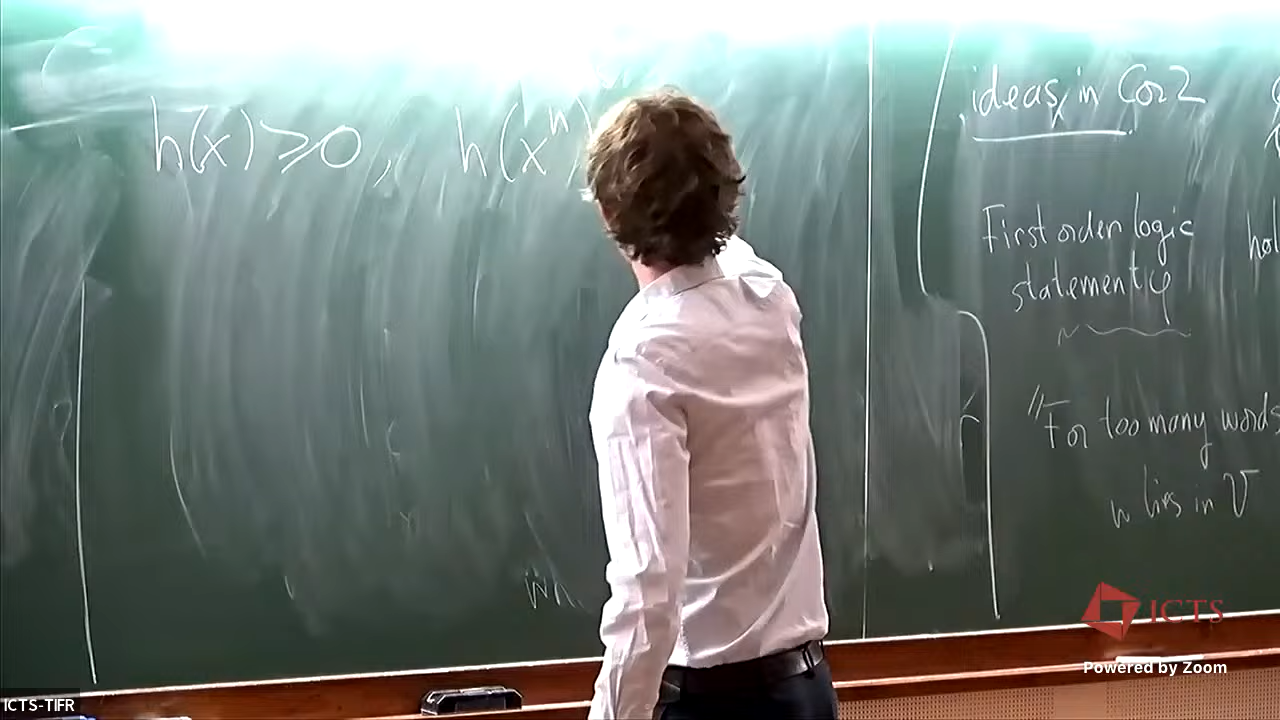 h(x) ≥ 0, h(xⁿ)
ideas in Cor 2
First order logic
statement φ
"For too many words
w lies in V
ICTS
Powered by Zoom
ICTS-TIFR